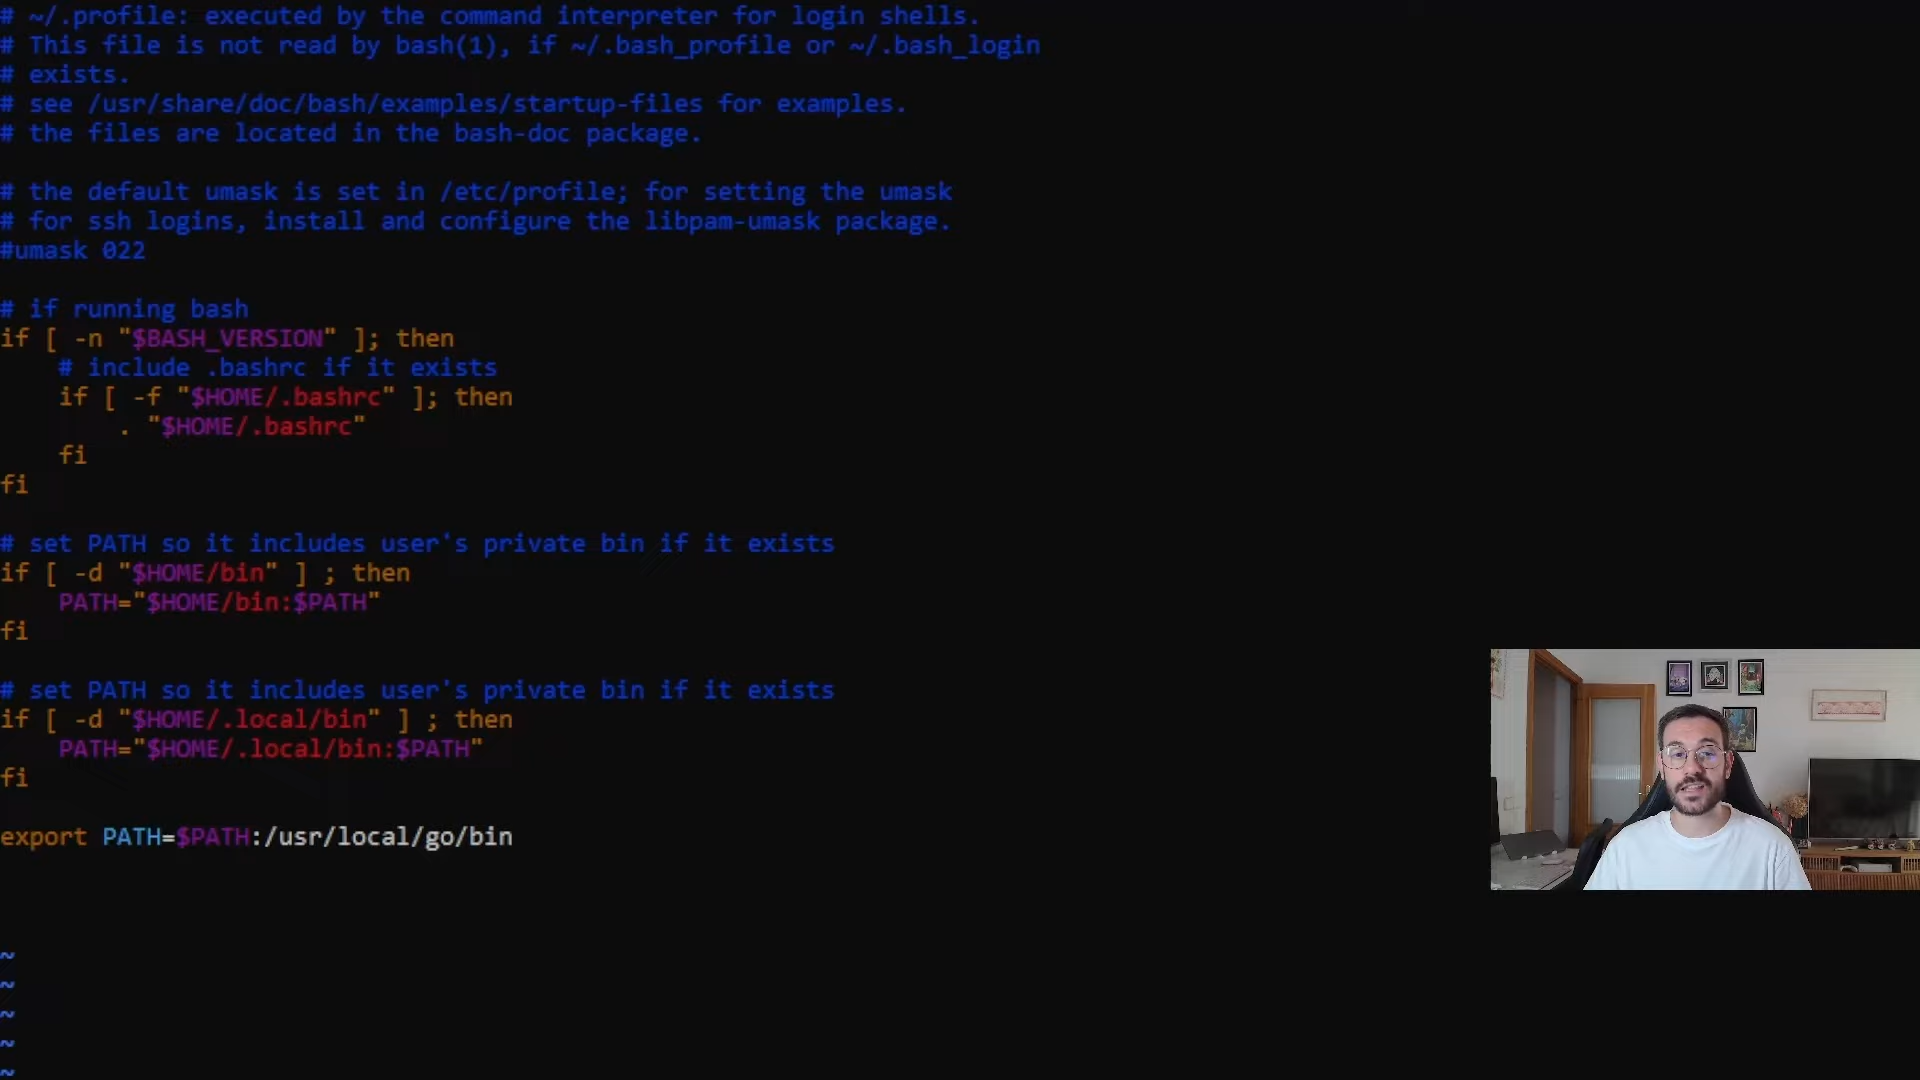 # ~/.profile: executed by the command interpreter for login shells.
# This file is not read by bash(1), if ~/.bash_profile or ~/.bash_login
# exists.
# see /usr/share/doc/bash/examples/startup-files for examples.
# the files are located in the bash-doc package.
# the default umask is set in /etc/profile; for setting the umask
# for ssh logins, install and configure the libpam-umask package.
#umask 022
# if running bash
if [ -n "$BASH_VERSION" ]; then
    # include .bashrc if it exists
    if [ -f "$HOME/.bashrc" ]; then
        . "$HOME/.bashrc"
    fi
fi
# set PATH so it includes user's private bin if it exists
if [ -d "$HOME/bin" ] ; then
    PATH="$HOME/bin:$PATH"
fi
# set PATH so it includes user's private bin if it exists
if [ -d "$HOME/.local/bin" ] ; then
    PATH="$HOME/.local/bin:$PATH"
fi
export PATH=$PATH:/usr/local/go/bin
~
~
~
~
~